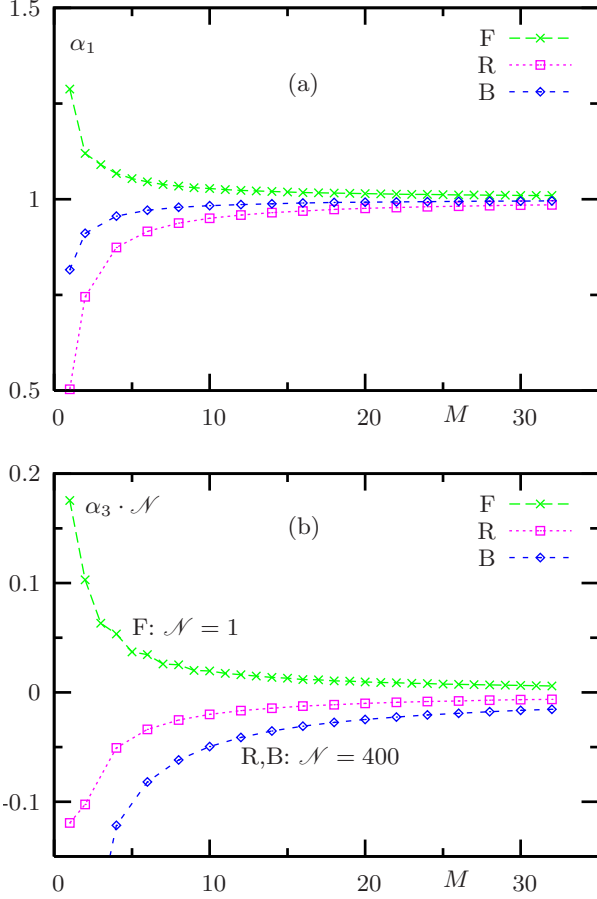 1.5
α₁
F
(a)
R
B
1
0.5
0 10 20 M 30
0.2
α₃ · 𝒩
F
(b)
R
B
0.1
F: 𝒩 = 1
0
R,B: 𝒩 = 400
-0.1
0 10 20 M 30